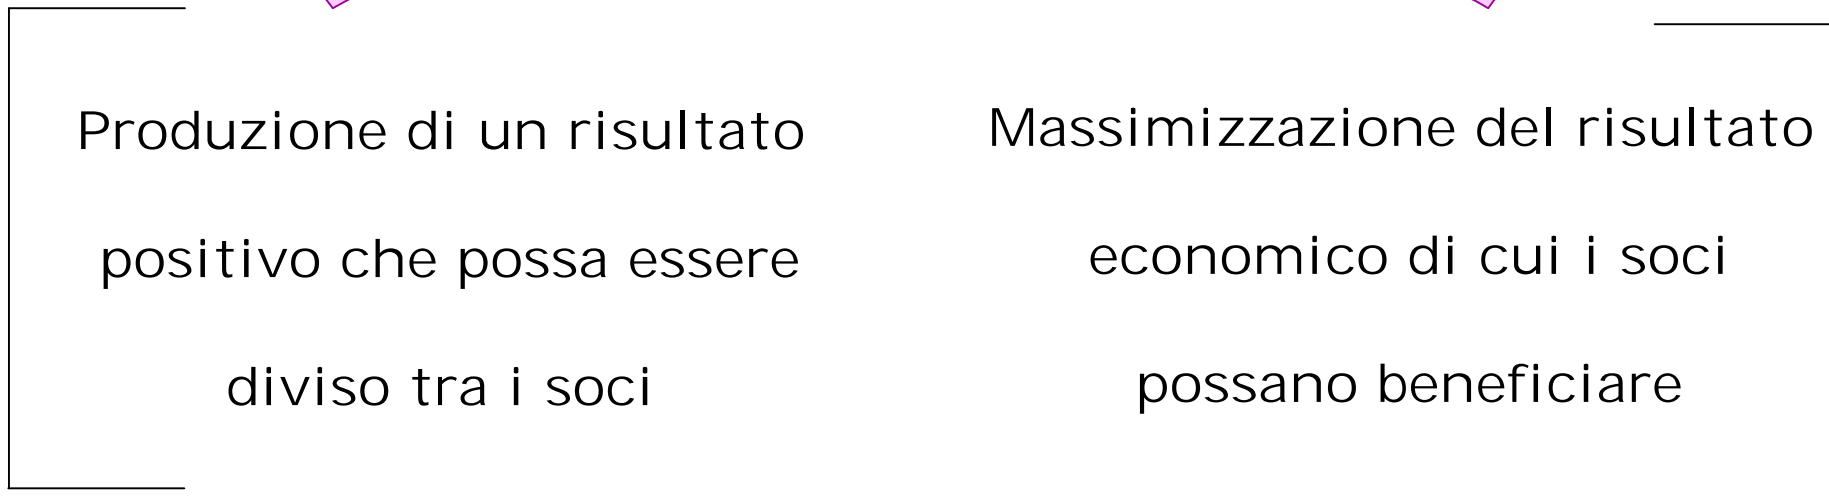 Produzione di un risultato
positivo che possa essere
diviso tra i soci
Massimizzazione del risultato
economico di cui i soci
possano beneficiare